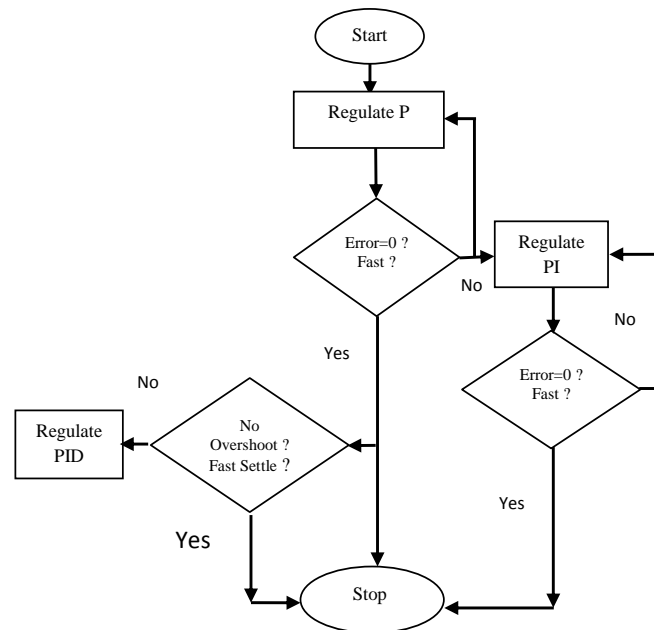 Start
Regulate P
Error=0 ?
Fast ?
No
Regulate
PI
No
Yes
Error=0 ?
Fast ?
No
No
Overshoot ?
Fast Settle ?
Regulate
PID
Yes
Yes
Stop